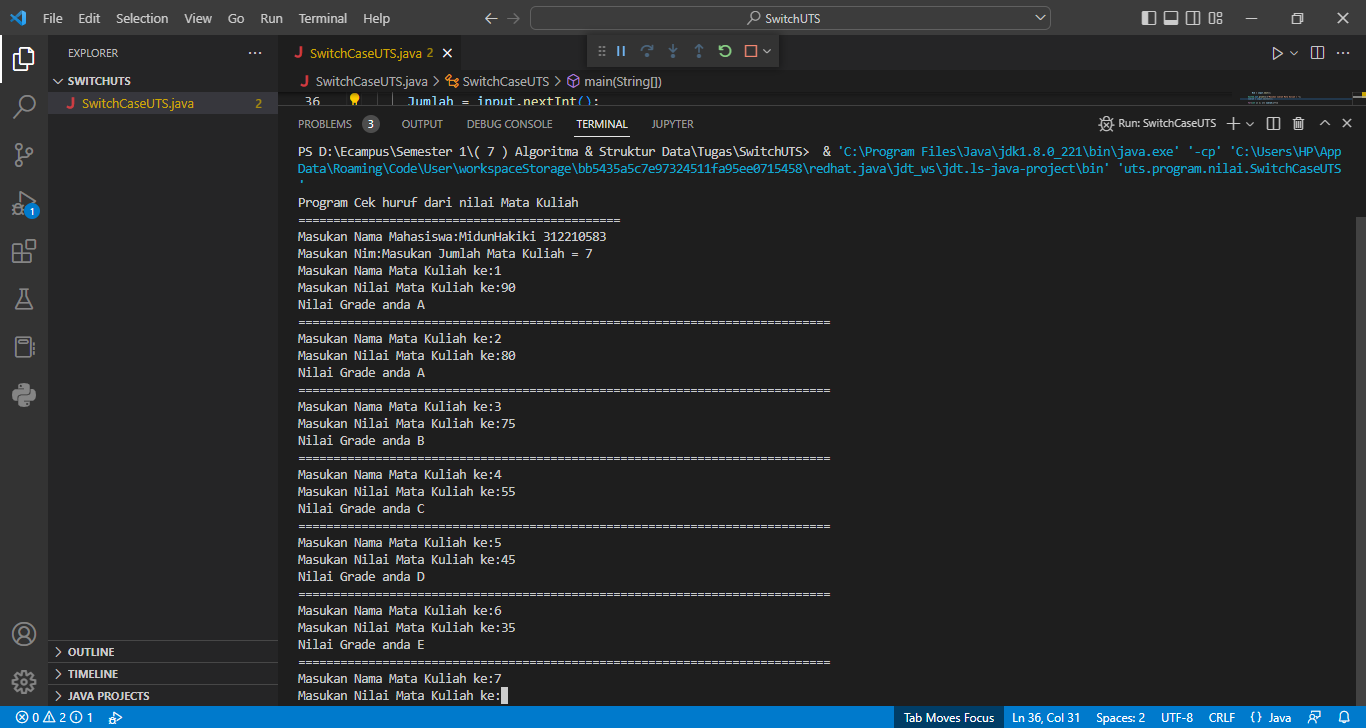 File Edit Selection View Go Run Terminal Help SwitchUTS
EXPLORER
SWITCHUTS
SwitchCaseUTS.java 2
SwitchCaseUTS.java 2
SwitchCaseUTS.java > SwitchCaseUTS > main(String[])
36 Jumlah = input.nextInt();
PROBLEMS 3 OUTPUT DEBUG CONSOLE TERMINAL JUPYTER Run: SwitchCaseUTS
PS D:\Ecampus\Semester 1\( 7 ) Algoritma & Struktur Data\Tugas\SwitchUTS>  & 'C:\Program Files\Java\jdk1.8.0_221\bin\java.exe' '-cp' 'C:\Users\HP\App
Data\Roaming\Code\User\workspaceStorage\bb5435a5c7e97324511fa95ee0715458\redhat.java\jdt_ws\jdt.ls-java-project\bin' 'uts.program.nilai.SwitchCaseUTS
'
Program Cek huruf dari nilai Mata Kuliah
==============================================
Masukan Nama Mahasiswa:MidunHakiki 312210583
Masukan Nim:Masukan Jumlah Mata Kuliah = 7
Masukan Nama Mata Kuliah ke:1
Masukan Nilai Mata Kuliah ke:90
Nilai Grade anda A
============================================================================
Masukan Nama Mata Kuliah ke:2
Masukan Nilai Mata Kuliah ke:80
Nilai Grade anda A
============================================================================
Masukan Nama Mata Kuliah ke:3
Masukan Nilai Mata Kuliah ke:75
Nilai Grade anda B
============================================================================
Masukan Nama Mata Kuliah ke:4
Masukan Nilai Mata Kuliah ke:55
Nilai Grade anda C
============================================================================
Masukan Nama Mata Kuliah ke:5
Masukan Nilai Mata Kuliah ke:45
Nilai Grade anda D
============================================================================
Masukan Nama Mata Kuliah ke:6
Masukan Nilai Mata Kuliah ke:35
Nilai Grade anda E
============================================================================
Masukan Nama Mata Kuliah ke:7
Masukan Nilai Mata Kuliah ke:
1
OUTLINE
TIMELINE
JAVA PROJECTS
0 2 1 Tab Moves Focus Ln 36, Col 31 Spaces: 2 UTF-8 CRLF {} Java